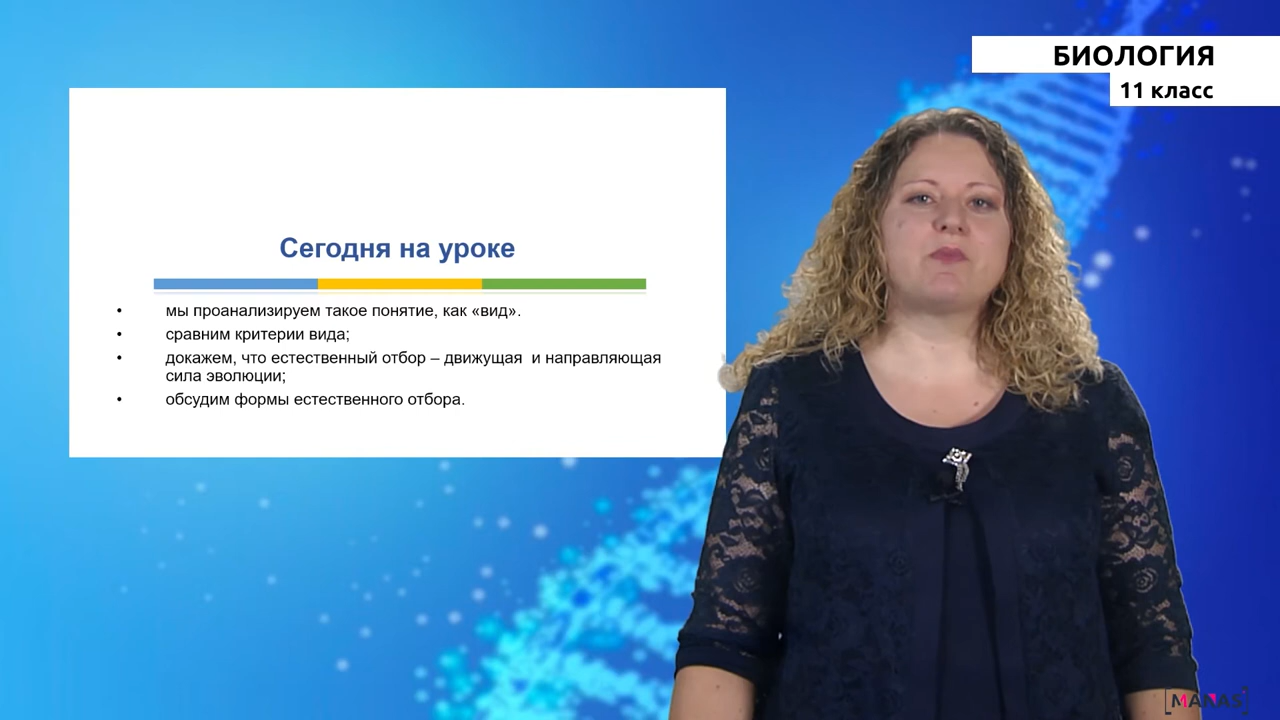 БИОЛОГИЯ
11 класс
Сегодня на уроке
• мы проанализируем такое понятие, как «вид».
• сравним критерии вида;
• докажем, что естественный отбор – движущая  и направляющая
сила эволюции;
• обсудим формы естественного отбора.
MANAS